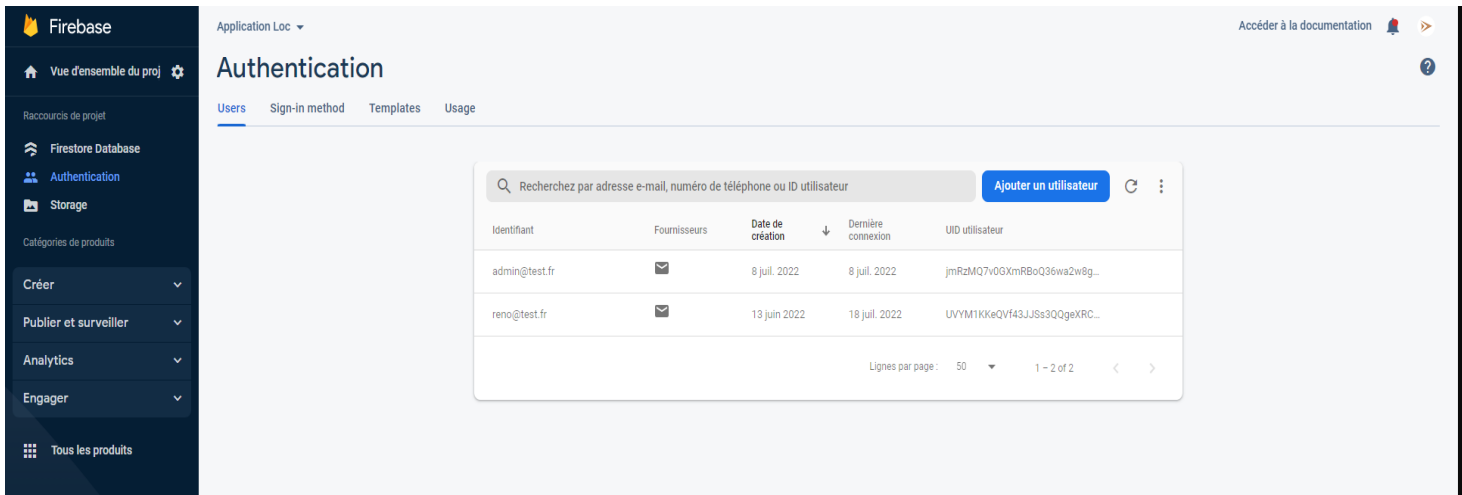 Firebase
Application Loc
Accéder à la documentation
Vue d'ensemble du proj
Authentication
Users Sign-in method Templates Usage
Raccourcis de projet
Firestore Database
Authentication
Storage
Catégories de produits
Créer
Publier et surveiller
Analytics
Engager
Tous les produits
Recherchez par adresse e-mail, numéro de téléphone ou ID utilisateur
Ajouter un utilisateur
Identifiant Fournisseurs Date de création Dernière connexion UID utilisateur
admin@test.fr 8 juil. 2022 8 juil. 2022 jmRzMQ7v0GXmRBoQ36wa2w8g...
reno@test.fr 13 juin 2022 18 juil. 2022 UVYM1KKeQVf43JJSs3QQgeXRC...
Lignes par page : 50 1 – 2 of 2